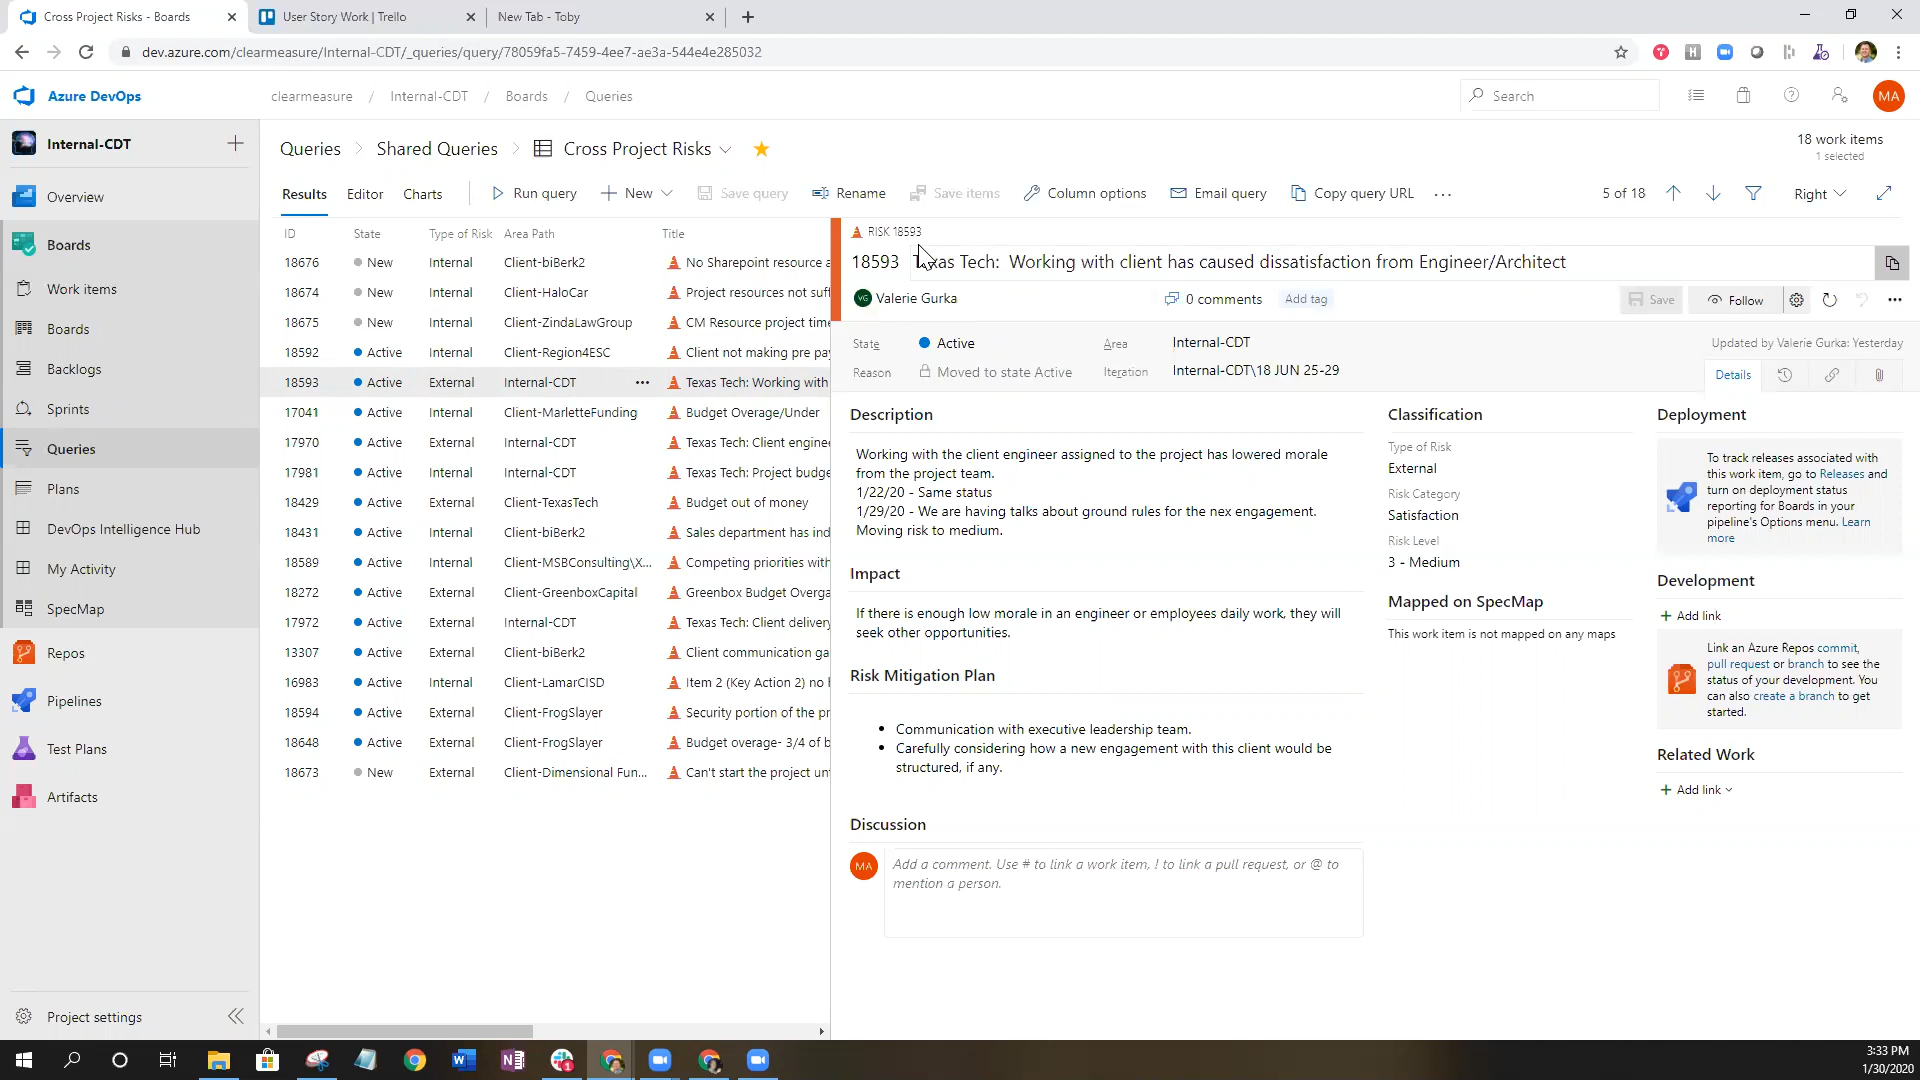 Cross Project Risks - Boards
User Story Work | Trello
New Tab - Toby
dev.azure.com/clearmeasure/Internal-CDT/_queries/query/78059fa5-7459-4ee7-ae3a-544e4e285032
Azure DevOps
clearmeasure / Internal-CDT / Boards / Queries
Search
MA
Internal-CDT
Overview
Boards
Work items
Boards
Backlogs
Sprints
Queries
Plans
DevOps Intelligence Hub
My Activity
SpecMap
Repos
Pipelines
Test Plans
Artifacts
Project settings
Queries > Shared Queries > Cross Project Risks
18 work items
1 selected
Results Editor Charts Run query New Save query Rename Save items Column options Email query Copy query URL ... 5 of 18 Right
ID State Type of Risk Area Path Title
18676 New Internal Client-biBerk2 No Sharepoint resource a
18674 New Internal Client-HaloCar Project resources not suff
18675 New Internal Client-ZindaLawGroup CM Resource project time
18592 Active Internal Client-Region4ESC Client not making pre pay
18593 Active External Internal-CDT ... Texas Tech: Working with
17041 Active Internal Client-MarletteFunding Budget Overage/Under
17970 Active External Internal-CDT Texas Tech: Client enginee
17981 Active Internal Internal-CDT Texas Tech: Project budge
18429 Active External Client-TexasTech Budget out of money
18431 Active Internal Client-biBerk2 Sales department has ind
18589 Active Internal Client-MSBConsulting\X... Competing priorities with
18272 Active External Client-GreenboxCapital Greenbox Budget Overga
17972 Active External Internal-CDT Texas Tech: Client delivery
13307 Active External Client-biBerk2 Client communication ga
16983 Active Internal Client-LamarCISD Item 2 (Key Action 2) no
18594 Active External Client-FrogSlayer Security portion of the pr
18648 Active External Client-FrogSlayer Budget overage- 3/4 of b
18673 New External Client-Dimensional Fun... Can't start the project un
RISK 18593
18593 Texas Tech: Working with client has caused dissatisfaction from Engineer/Architect
VG Valerie Gurka 0 comments Add tag Save Follow
State Active Area Internal-CDT Updated by Valerie Gurka: Yesterday
Reason Moved to state Active Iteration Internal-CDT\18 JUN 25-29
Details
Description
Working with the client engineer assigned to the project has lowered morale
from the project team.
1/22/20 - Same status
1/29/20 - We are having talks about ground rules for the nex engagement.
Moving risk to medium.
Impact
If there is enough low morale in an engineer or employees daily work, they will
seek other opportunities.
Risk Mitigation Plan
• Communication with executive leadership team.
• Carefully considering how a new engagement with this client would be
structured, if any.
Discussion
MA
Add a comment. Use # to link a work item, ! to link a pull request, or @ to
mention a person.
Classification
Type of Risk
External
Risk Category
Satisfaction
Risk Level
3 - Medium
Mapped on SpecMap
This work item is not mapped on any maps
Deployment
To track releases associated with
this work item, go to Releases and
turn on deployment status
reporting for Boards in your
pipeline's Options menu. Learn
more
Development
+ Add link
Link an Azure Repos commit,
pull request or branch to see the
status of your development. You
can also create a branch to get
started.
Related Work
+ Add link
3:33 PM
1/30/2020